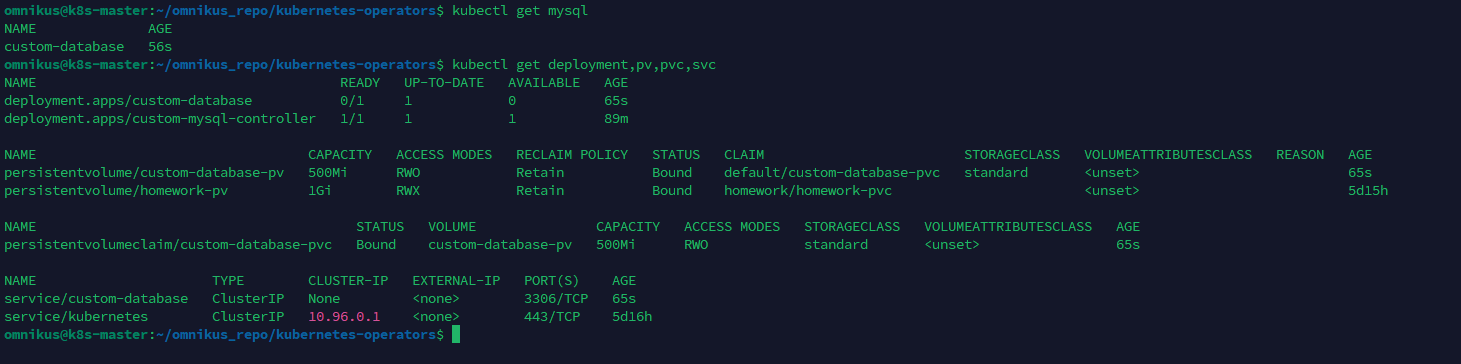 omnikus@k8s-master:~/omnikus_repo/kubernetes-operators$ kubectl get mysql
NAME AGE
custom-database 56s
omnikus@k8s-master:~/omnikus_repo/kubernetes-operators$ kubectl get deployment,pv,pvc,svc
NAME READY UP-TO-DATE AVAILABLE AGE
deployment.apps/custom-database 0/1 1 0 65s
deployment.apps/custom-mysql-controller 1/1 1 1 89m
NAME CAPACITY ACCESS MODES RECLAIM POLICY STATUS CLAIM STORAGECLASS VOLUMEATTRIBUTESCLASS REASON AGE
persistentvolume/custom-database-pv 500Mi RWO Retain Bound default/custom-database-pvc standard <unset> 65s
persistentvolume/homework-pv 1Gi RWX Retain Bound homework/homework-pvc <unset> 5d15h
NAME STATUS VOLUME CAPACITY ACCESS MODES STORAGECLASS VOLUMEATTRIBUTESCLASS AGE
persistentvolumeclaim/custom-database-pvc Bound custom-database-pv 500Mi RWO standard <unset> 65s
NAME TYPE CLUSTER-IP EXTERNAL-IP PORT(S) AGE
service/custom-database ClusterIP None <none> 3306/TCP 65s
service/kubernetes ClusterIP 10.96.0.1 <none> 443/TCP 5d16h
omnikus@k8s-master:~/omnikus_repo/kubernetes-operators$